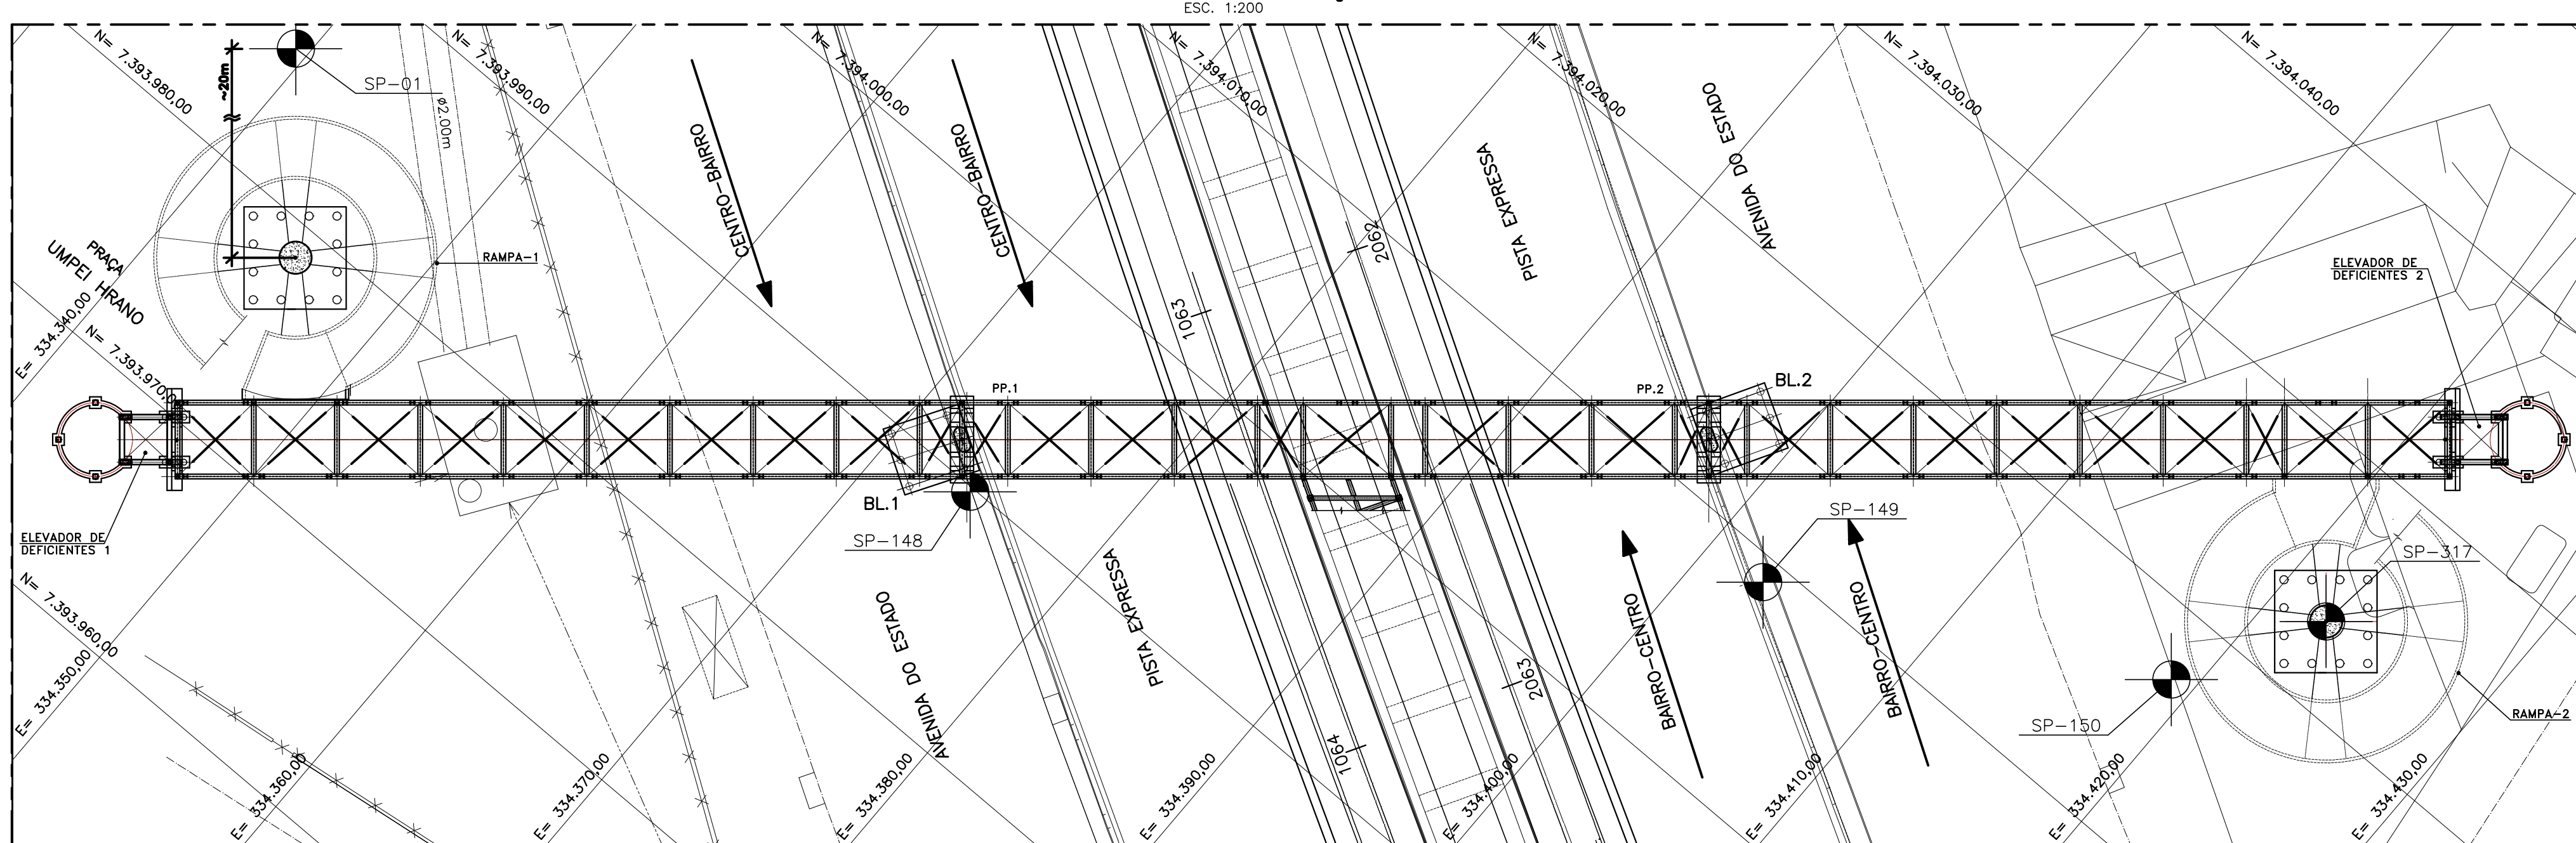 ESC. 1:200
N= 7.393.980,00
N= 7.393.990,00
N= 7.394.000,00
N= 7.394.010,00
N= 7.394.020,00
N= 7.394.030,00
N= 7.394.040,00
~20m
SP-01
ø2.00m
CENTRO-BAIRRO
CENTRO-BAIRRO
PISTA EXPRESSA
AVENIDA DO ESTADO
PRAÇA
UMPEI HRANO
RAMPA-1
2062
1063
ELEVADOR DE
DEFICIENTES 2
E= 334.340,00
N= 7.393.970,0
PP.1
PP.2
BL.2
BL.1
SP-148
SP-149
ELEVADOR DE
DEFICIENTES 1
SP-317
N= 7.393.960,00
E= 334.350,00
AVENIDA DO ESTADO
PISTA EXPRESSA
BAIRRO-CENTRO
BAIRRO-CENTRO
2063
1064
SP-150
RAMPA-2
E= 334.360,00
E= 334.370,00
E= 334.380,00
E= 334.390,00
E= 334.400,00
E= 334.410,00
E= 334.420,00
E= 334.430,00